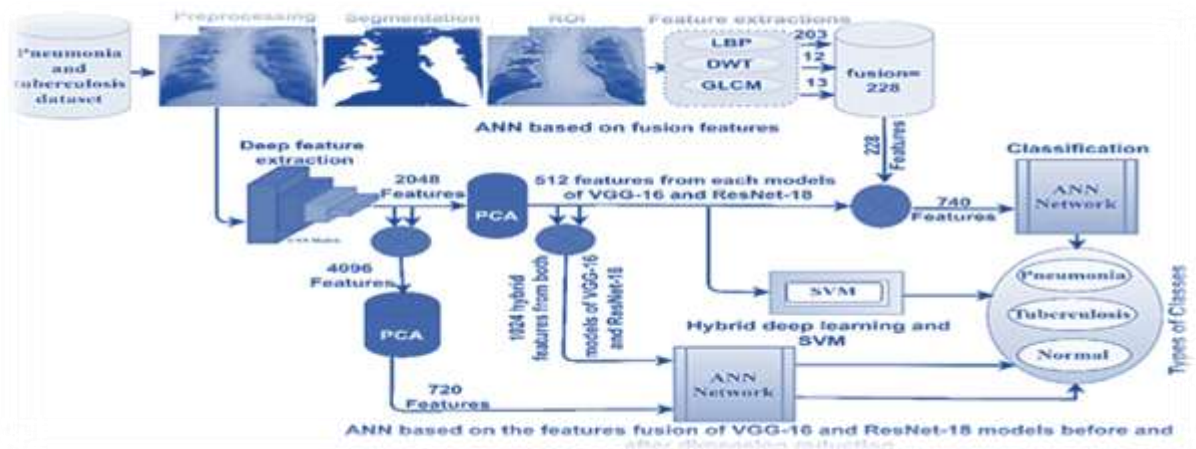 Preprocessing
Segmentation
ROI
Feature extractions
Pneumonia
and
tuberculosis
dataset
LBP
DWT
GLCM
203
12
13
fusion=
228
ANN based on fusion features
228
Features
Deep feature
extraction
2048
Features
PCA
512 features from each models
of VGG-16 and ResNet-18
740
Features
Classification
ANN
Network
4096
Features
PCA
1024 hybrid
features from both
models of VGG-16
and ResNet-18
SVM
Hybrid deep learning and
SVM
Pneumonia
Tuberculosis
Normal
Types of Classes
720
Features
ANN
Network
ANN based on the features fusion of VGG-16 and ResNet-18 models before and
after dimension reduction